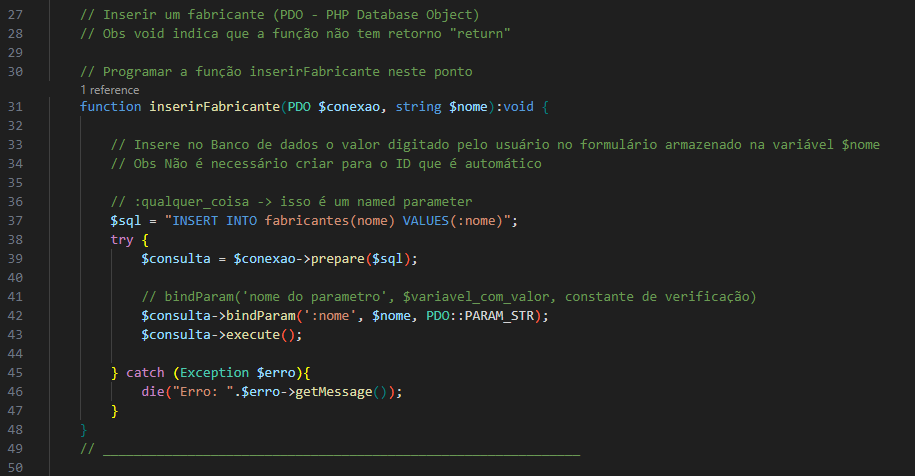 27 // Inserir um fabricante (PDO - PHP Database Object)
28 // Obs void indica que a função não tem retorno "return"
29
30 // Programar a função inserirFabricante neste ponto
1 reference
31 function inserirFabricante(PDO $conexao, string $nome):void {
32
33 // Insere no Banco de dados o valor digitado pelo usuário no formulário armazenado na variável $nome
34 // Obs Não é necessário criar para o ID que é automático
35
36 // :qualquer_coisa -> isso é um named parameter
37 $sql = "INSERT INTO fabricantes(nome) VALUES(:nome)";
38 try {
39 $consulta = $conexao->prepare($sql);
40
41 // bindParam('nome do parametro', $variavel_com_valor, constante de verificação)
42 $consulta->bindParam(':nome', $nome, PDO::PARAM_STR);
43 $consulta->execute();
44
45 } catch (Exception $erro){
46 die("Erro: ".$erro->getMessage());
47 }
48 }
49 // ______________________________________________________________
50